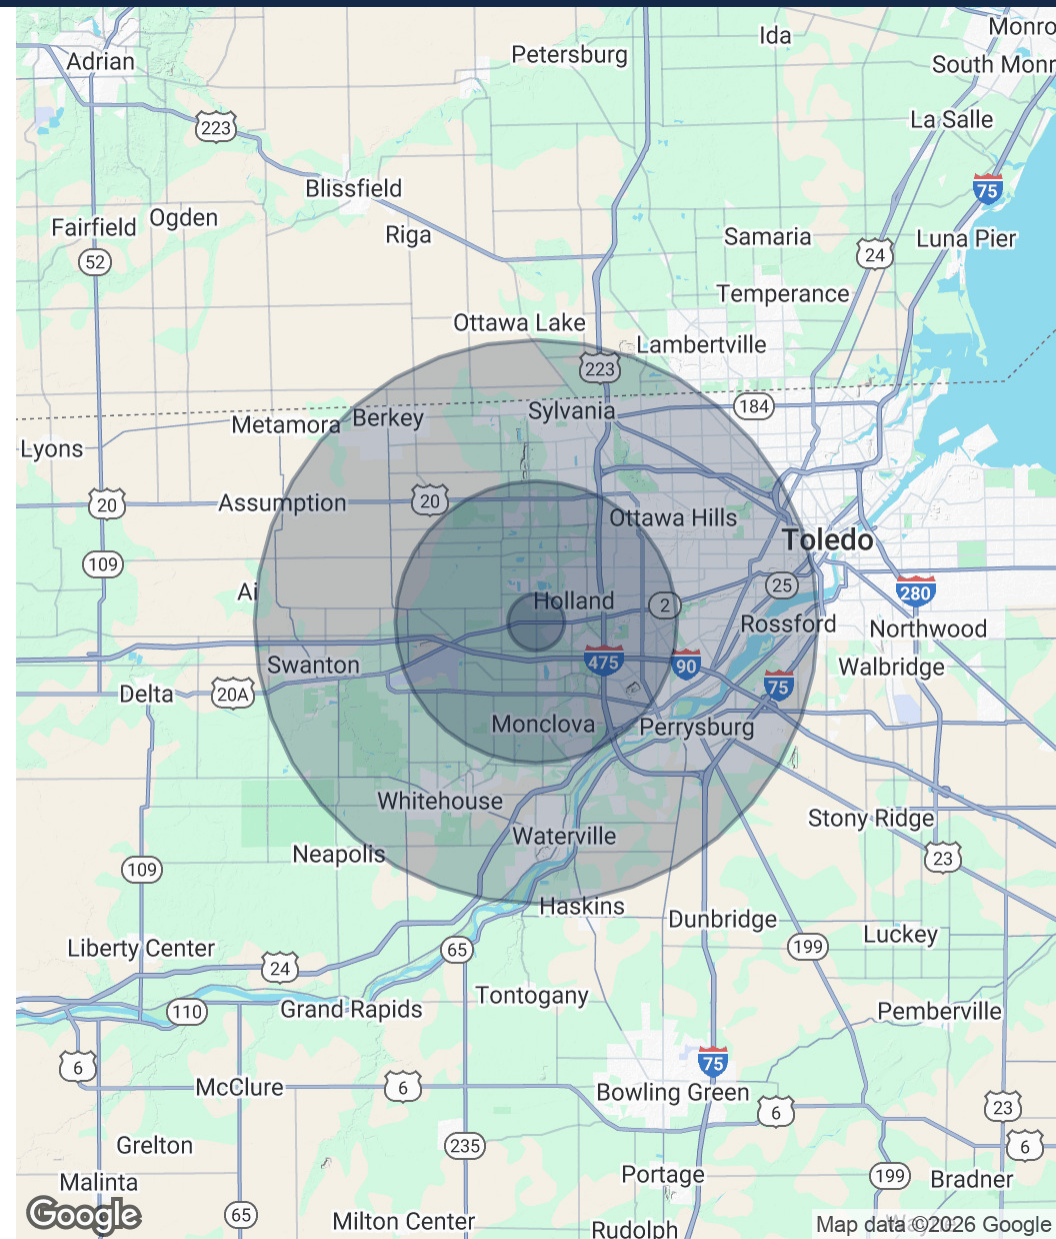 Ida
Monro
Adrian
Petersburg
South Monr
La Salle
223
Blissfield
75
Fairfield
Ogden
Riga
Samaria
Luna Pier
52
24
Temperance
Ottawa Lake
Lambertville
223
184
Sylvania
Metamora
Berkey
Lyons
20
Assumption
20
Ottawa Hills
Toledo
109
25
280
Ai
Holland
2
Rossford
Northwood
475
90
Swanton
Walbridge
75
Delta
20A
Monclova
Perrysburg
Whitehouse
Stony Ridge
Waterville
Neapolis
23
109
Haskins
Dunbridge
Luckey
Liberty Center
65
199
24
Tontogany
110
Grand Rapids
Pemberville
6
75
McClure
6
Bowling Green
6
23
Grelton
235
6
Portage
199
Bradner
Malinta
65
Google
Milton Center
Rudolph
Map data ©2026 Google